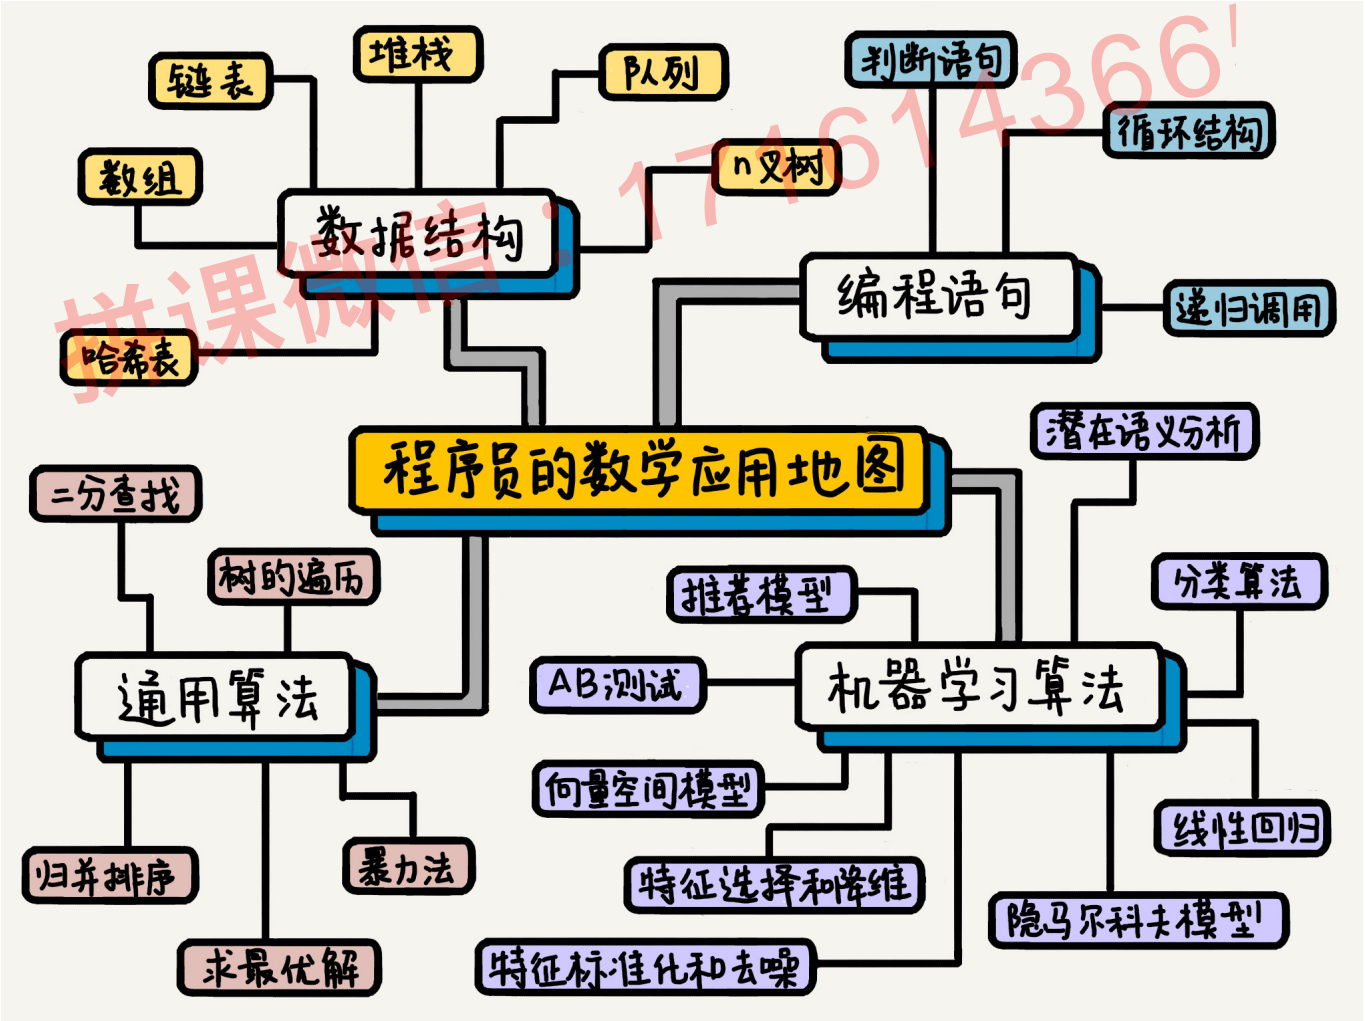 堆栈
队列
判断语句
链表
循环结构
n叉树
数组
数据结构
编程语句
递归调用
哈希表
拼课微信：171614366
程序员的数学应用地图
潜在语义分析
二分查找
树的遍历
推荐模型
分类算法
AB测试
通用算法
机器学习算法
向量空间模型
线性回归
归并排序
暴力法
特征选择和降维
隐马尔科夫模型
求最优解
特征标准化和去噪